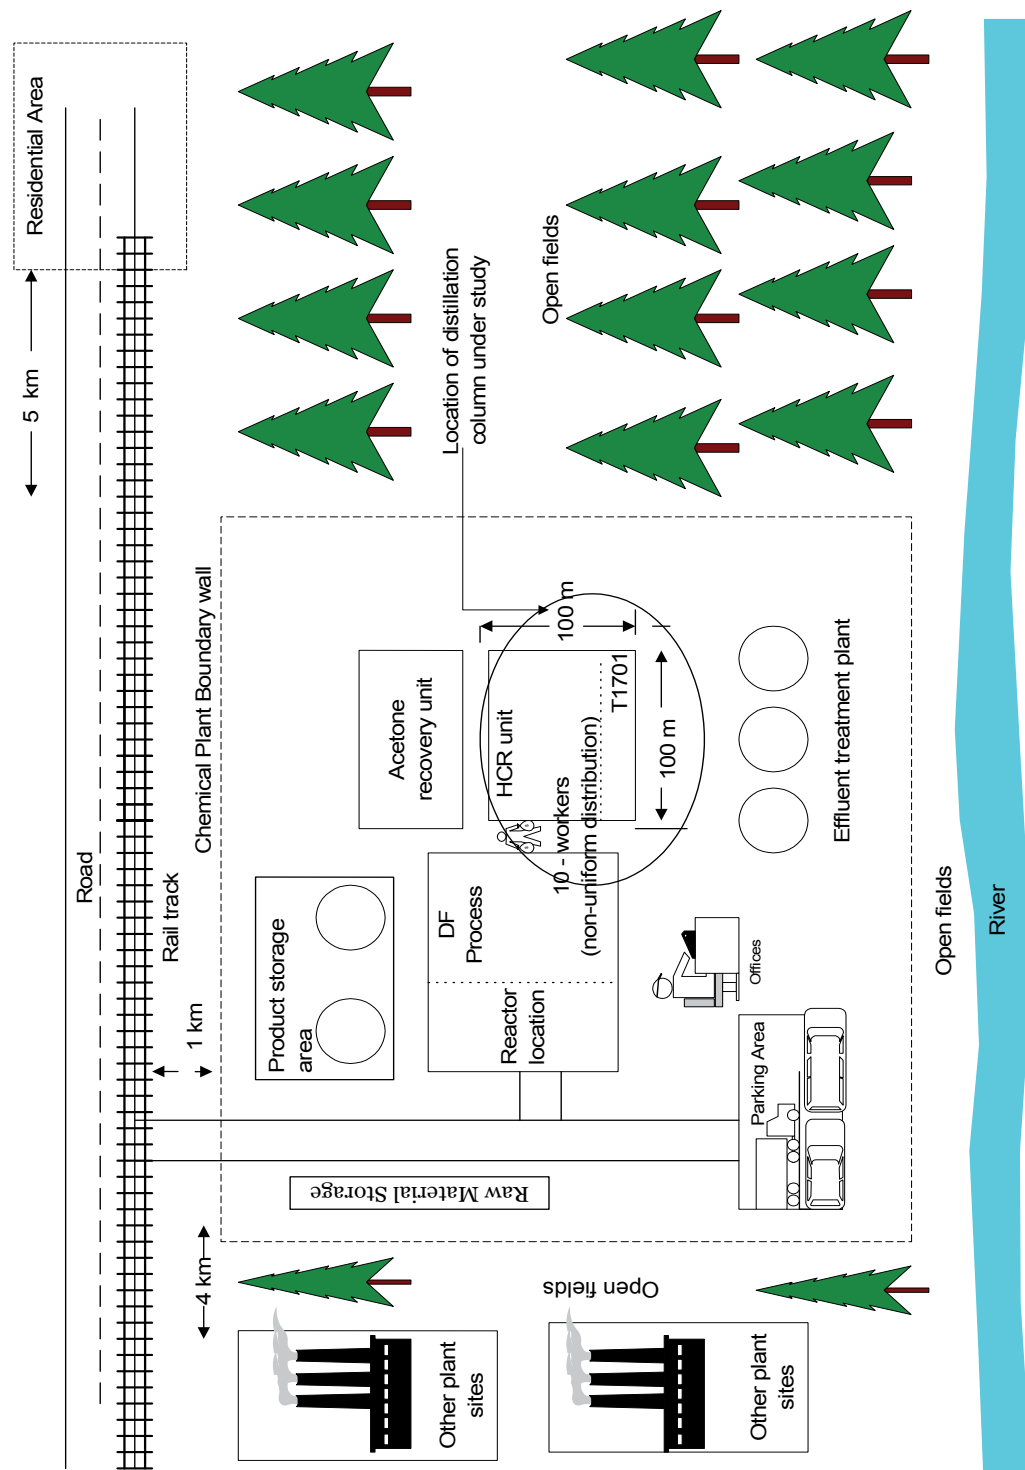 Residential Area
5 km
Road
Rail track
1 km
4 km
Chemical Plant Boundary wall
Product storage
area
Acetone
recovery unit
Location of distillation
column under study
Open fields
DF
Process
Reactor
location
HCR unit
10 - workers
(non-uniform distribution)
T1701
100 m
100 m
Raw Material Storage
Offices
Parking Area
Effluent treatment plant
Open fields
Other plant
sites
Other plant
sites
Open fields
River